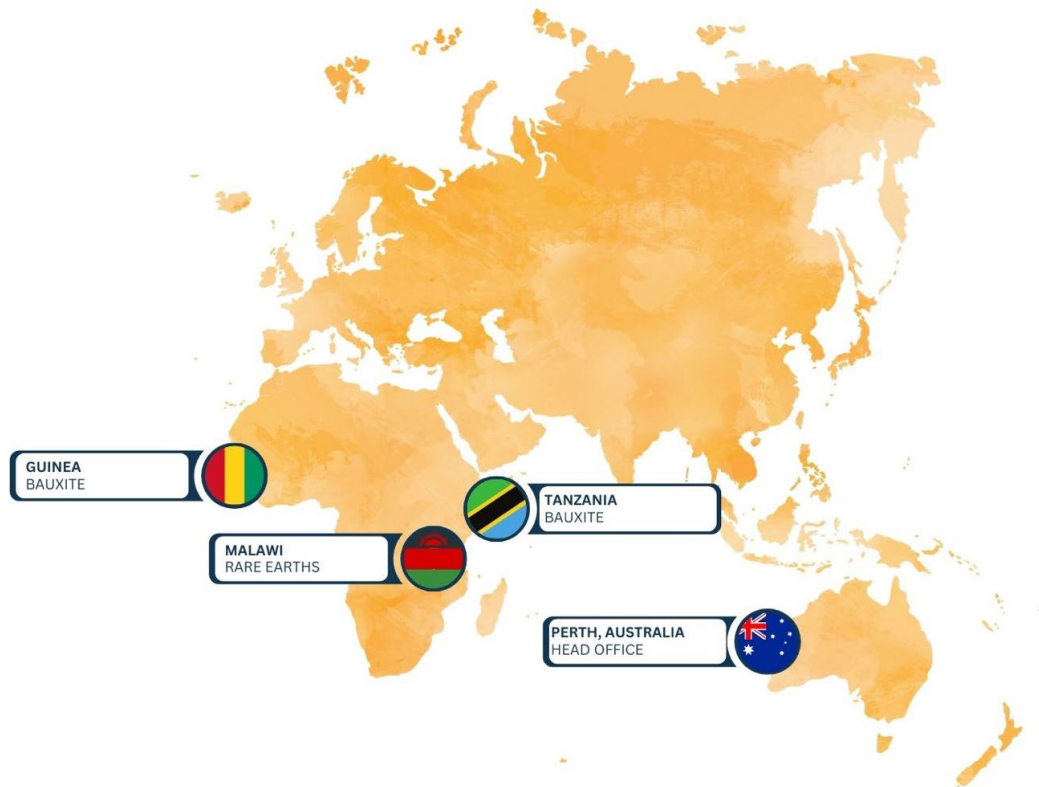 GUINEA
BAUXITE
TANZANIA
BAUXITE
MALAWI
RARE EARTHS
PERTH, AUSTRALIA
HEAD OFFICE